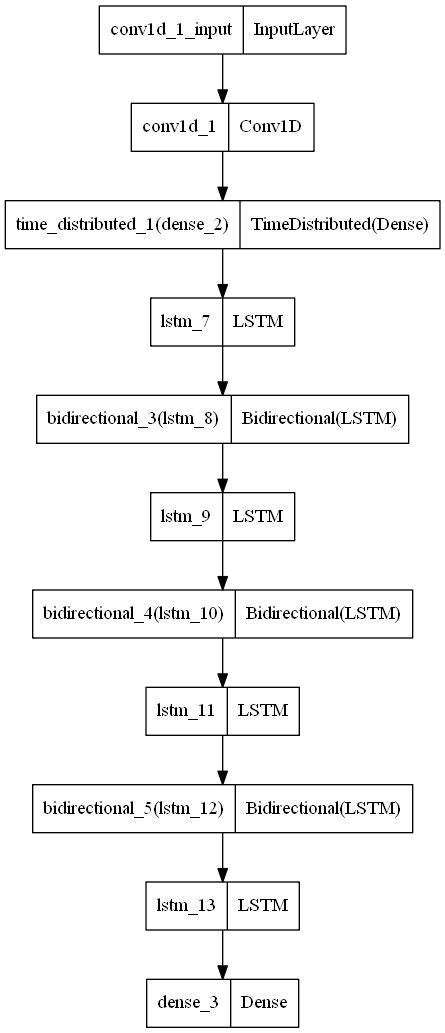 conv1d_1_input InputLayer
conv1d_1 Conv1D
time_distributed_1(dense_2) TimeDistributed(Dense)
lstm_7 LSTM
bidirectional_3(lstm_8) Bidirectional(LSTM)
lstm_9 LSTM
bidirectional_4(lstm_10) Bidirectional(LSTM)
lstm_11 LSTM
bidirectional_5(lstm_12) Bidirectional(LSTM)
lstm_13 LSTM
dense_3 Dense